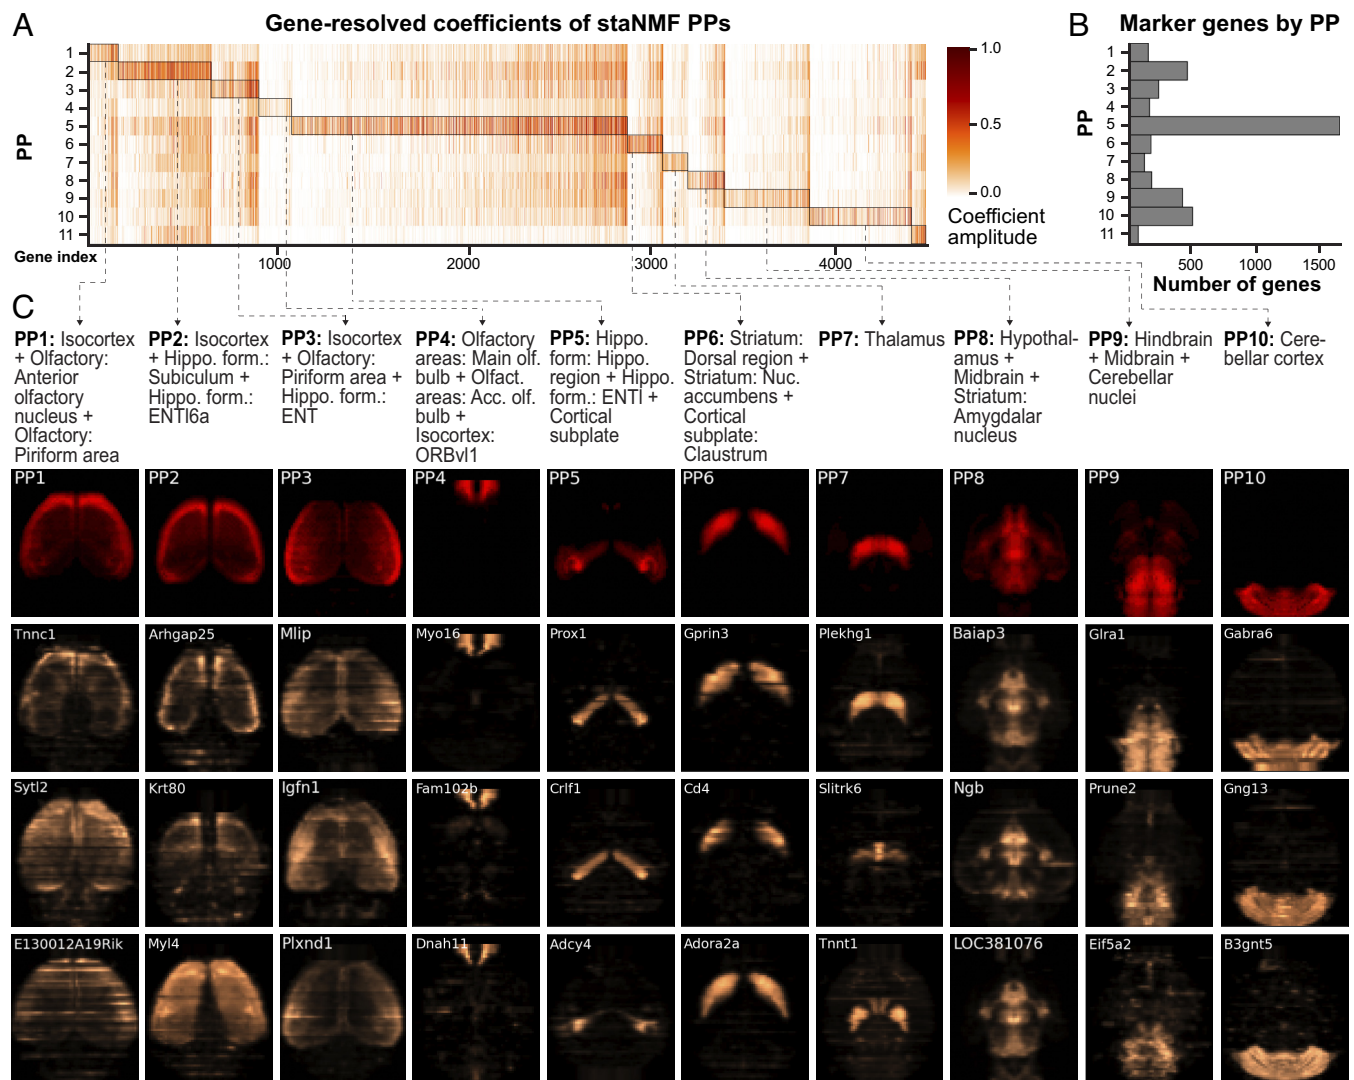 A
Gene-resolved coefficients of staNMF PPs
PP
1
2
3
4
5
6
7
8
9
10
11
Gene index
1000
2000
3000
4000
1.0
0.5
0.0
Coefficient
amplitude
B
Marker genes by PP
PP
1
2
3
4
5
6
7
8
9
10
11
500
1000
1500
Number of genes
C
PP1: Isocortex
+ Olfactory:
Anterior
olfactory
nucleus +
Olfactory:
Piriform area
PP2: Isocortex
+ Hippo. form.:
Subiculum +
Hippo. form.:
ENTl6a
PP3: Isocortex
+ Olfactory:
Piriform area +
Hippo. form.:
ENT
PP4: Olfactory
areas: Main olf.
bulb + Olfact.
areas: Acc. olf.
bulb +
Isocortex:
ORBvl1
PP5: Hippo.
form: Hippo.
region + Hippo.
form.: ENTl +
Cortical
subplate
PP6: Striatum:
Dorsal region +
Striatum: Nuc.
accumbens +
Cortical
subplate:
Claustrum
PP7: Thalamus
PP8: Hypothal-
amus +
Midbrain +
Striatum:
Amygdalar
nucleus
PP9: Hindbrain
+ Midbrain +
Cerebellar
nuclei
PP10: Cere-
bellar cortex
PP1 PP2 PP3 PP4 PP5 PP6 PP7 PP8 PP9 PP10
Tnnc1 Arhgap25 Mlip Myo16 Prox1 Gprin3 Plekhg1 Baiap3 Glra1 Gabra6
Sytl2 Krt80 Igfn1 Fam102b Crlf1 Cd4 Slitrk6 Ngb Prune2 Gng13
E130012A19Rik Myl4 Plxnd1 Dnah11 Adcy4 Adora2a Tnnt1 LOC381076 Eif5a2 B3gnt5